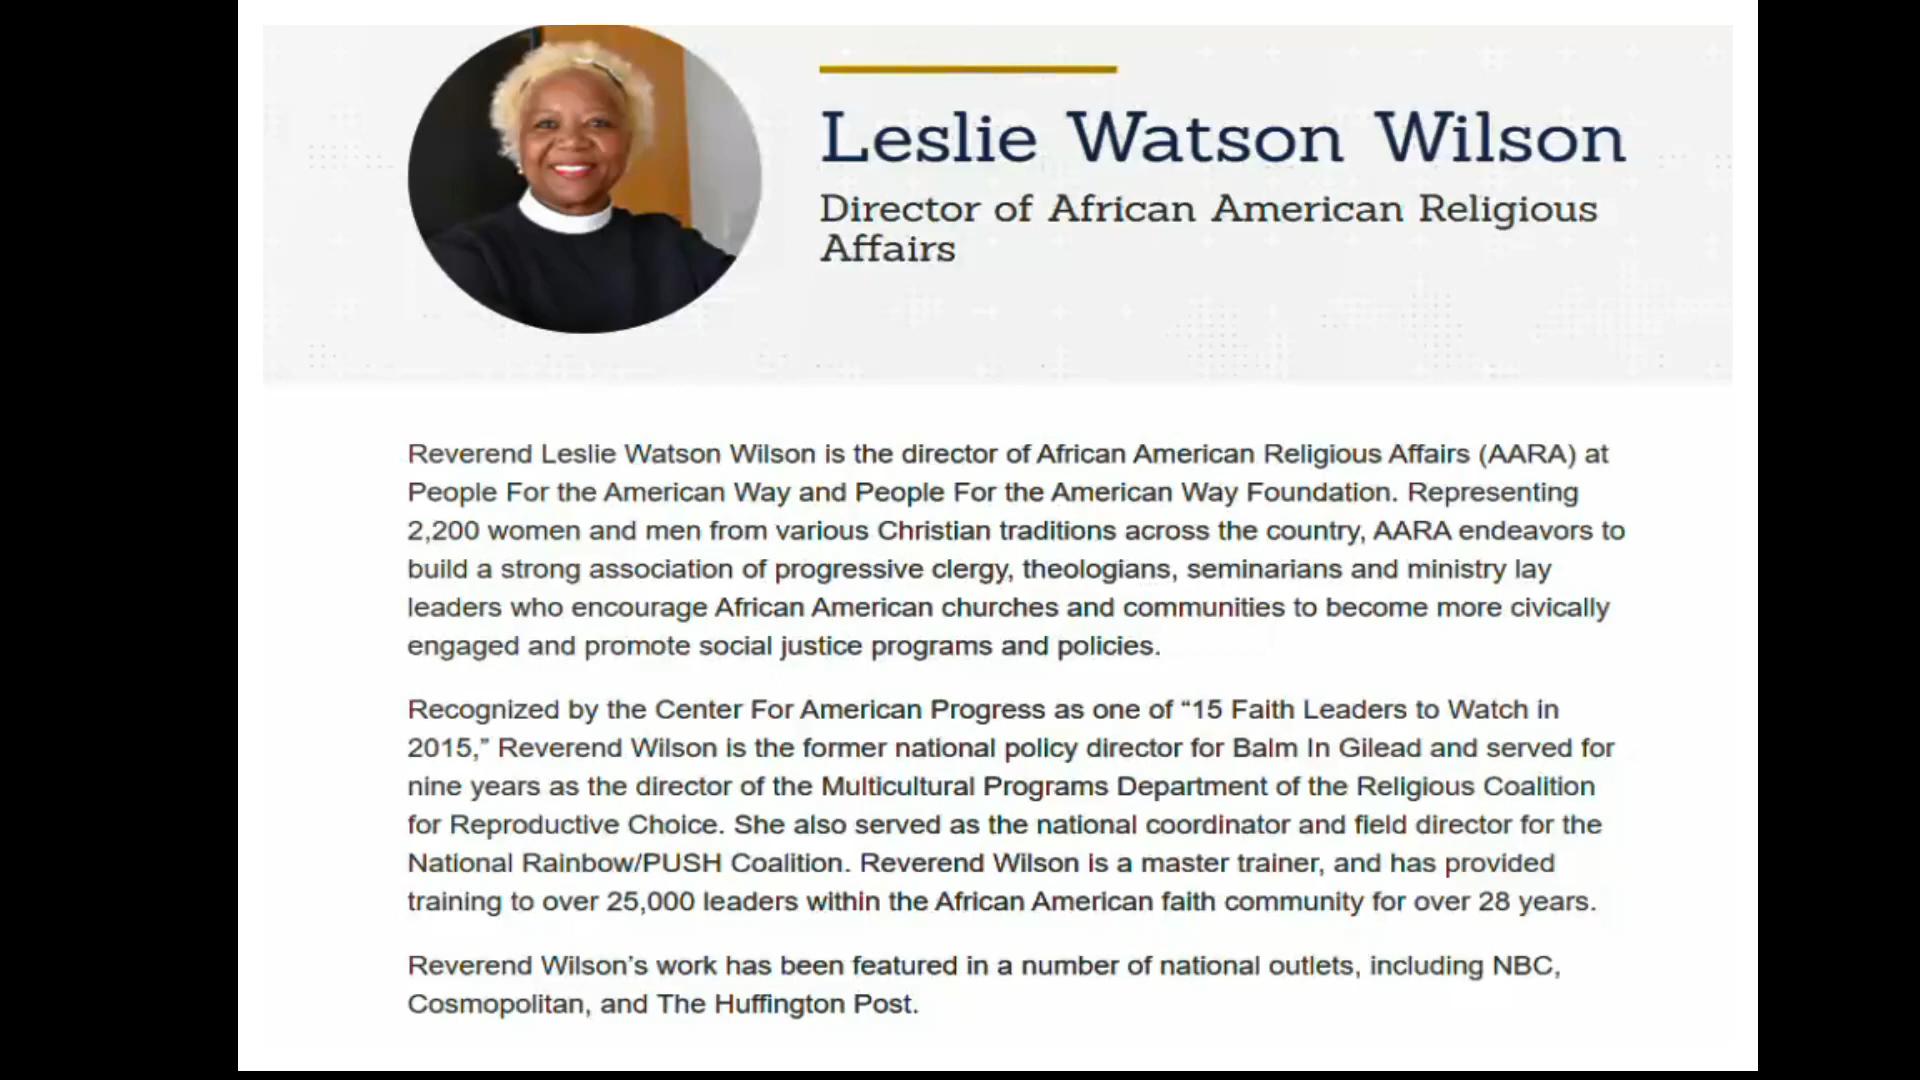 Leslie Watson Wilson
Director of African American Religious
Affairs
Reverend Leslie Watson Wilson is the director of African American Religious Affairs (AARA) at
People For the American Way and People For the American Way Foundation. Representing
2,200 women and men from various Christian traditions across the country, AARA endeavors to
build a strong association of progressive clergy, theologians, seminarians and ministry lay
leaders who encourage African American churches and communities to become more civically
engaged and promote social justice programs and policies.
Recognized by the Center For American Progress as one of “15 Faith Leaders to Watch in
2015,” Reverend Wilson is the former national policy director for Balm In Gilead and served for
nine years as the director of the Multicultural Programs Department of the Religious Coalition
for Reproductive Choice. She also served as the national coordinator and field director for the
National Rainbow/PUSH Coalition. Reverend Wilson is a master trainer, and has provided
training to over 25,000 leaders within the African American faith community for over 28 years.
Reverend Wilson’s work has been featured in a number of national outlets, including NBC,
Cosmopolitan, and The Huffington Post.